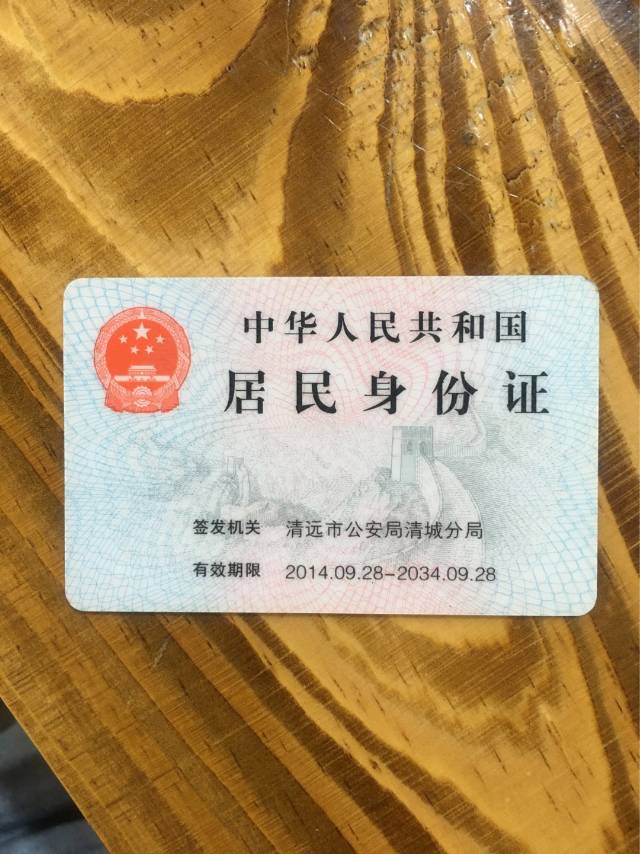 中华人民共和国
居民身份证
签发机关 清远市公安局清城分局
有效期限 2014.09.28-2034.09.28